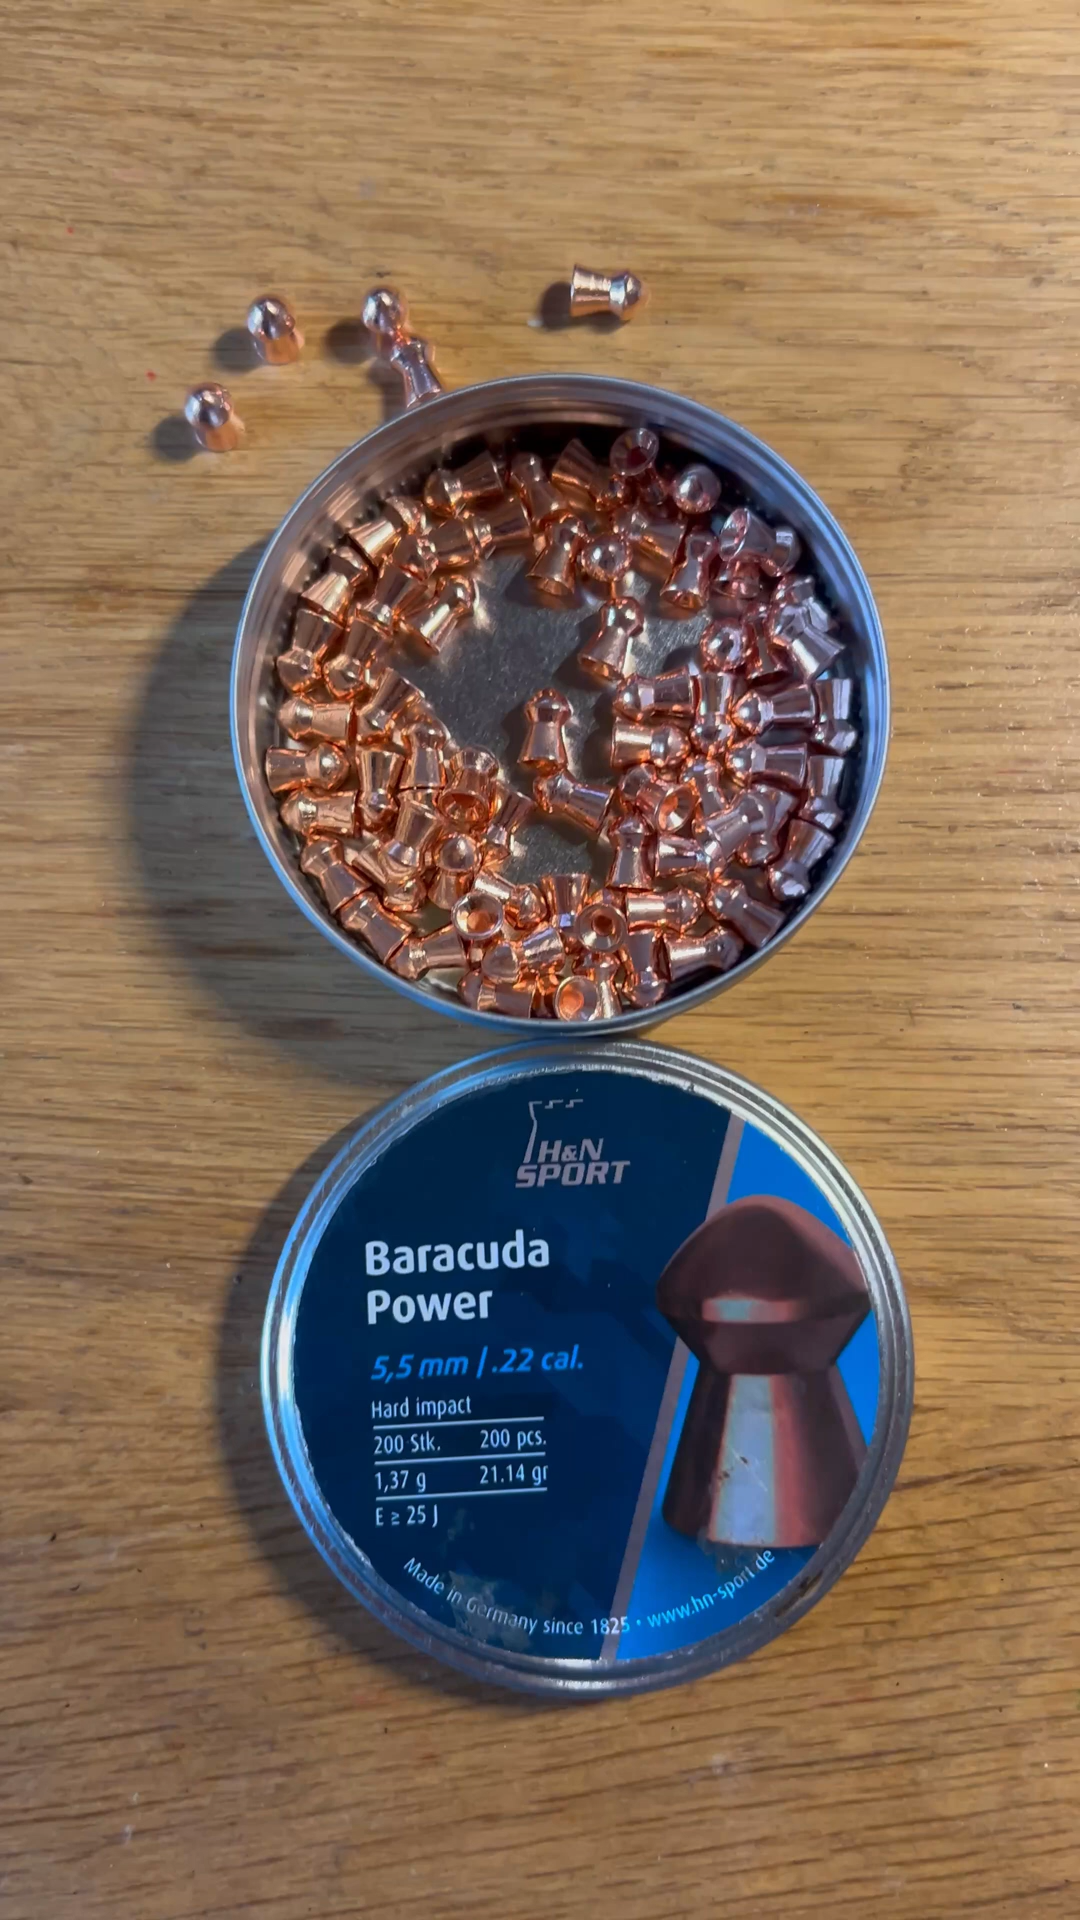 H&N
SPORT
Baracuda
Power
5,5 mm / .22 cal.
Hard impact
200 Stk. 200 pcs.
1,37 g 21.14 gr
E ≥ 25 J
Made in Germany since 1825 • www.hn-sport.de